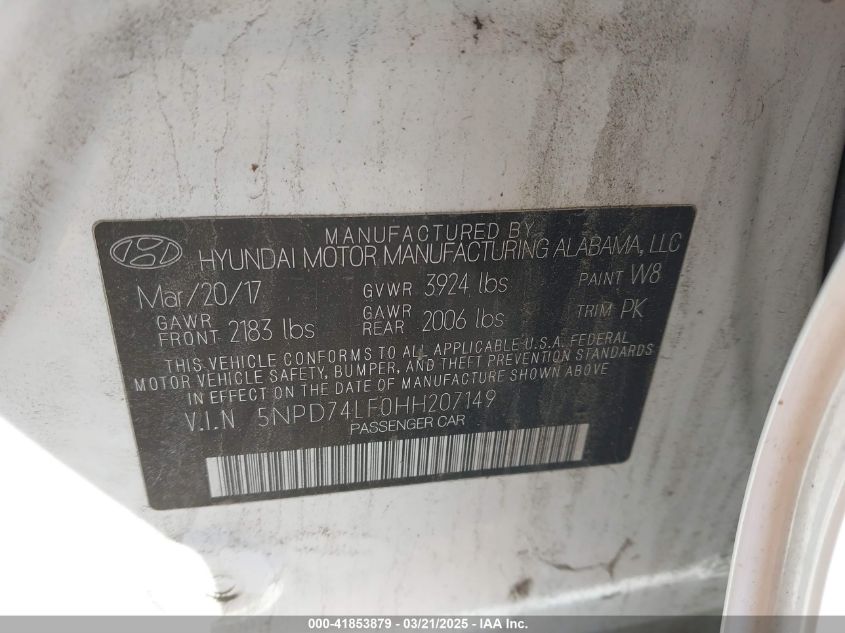 MANUFACTURED BY
HYUNDAI MOTOR MANUFACTURING ALABAMA, LLC
Mar/20/17 GVWR 3924 lbs PAINT W8
GAWR FRONT 2183 lbs GAWR REAR 2006 lbs TRIM PK
THIS VEHICLE CONFORMS TO ALL APPLICABLE U.S.A. FEDERAL
MOTOR VEHICLE SAFETY, BUMPER, AND THEFT PREVENTION STANDARDS
IN EFFECT ON THE DATE OF MANUFACTURE SHOWN ABOVE.
V.I.N 5NPD74LF0HH207149
PASSENGER CAR
000-41853879 - 03/21/2025 - IAA Inc.